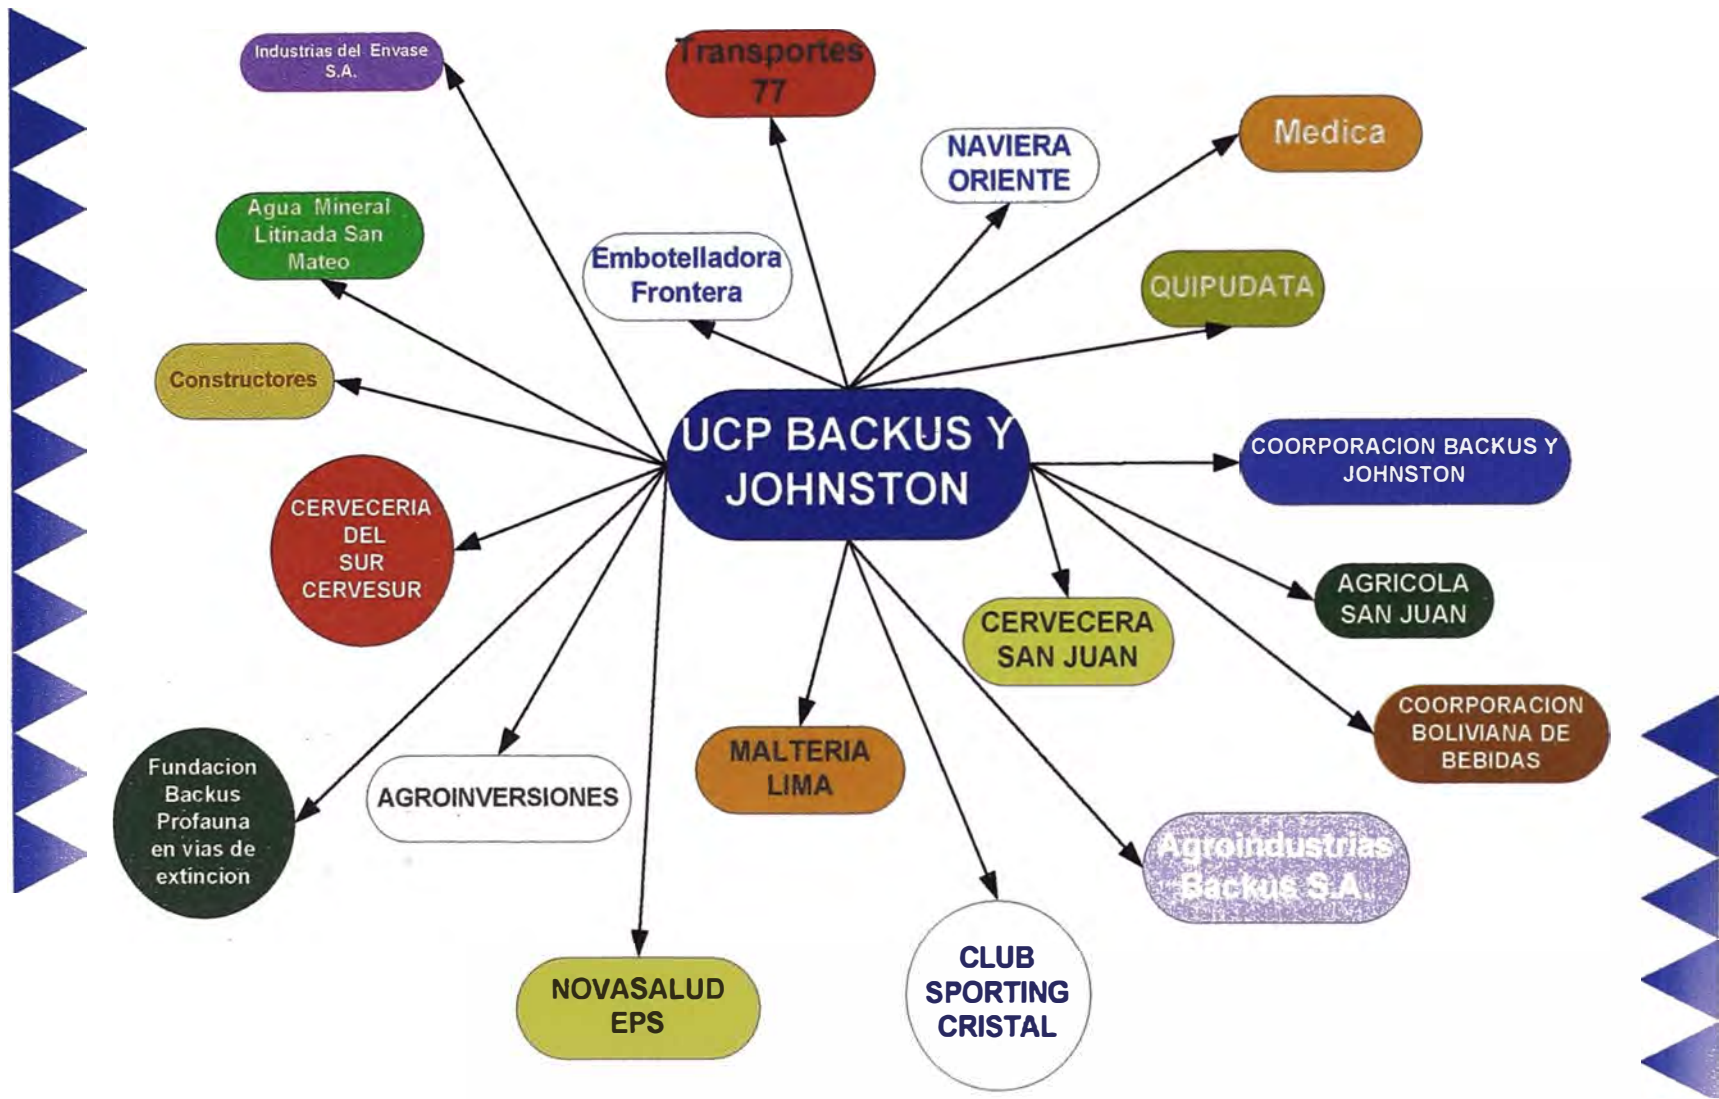 Industrias del Envase
S.A.
Transportes
77
NAVIERA
ORIENTE
Medica
Agua Mineral
Litinada San
Mateo
Embotelladora
Frontera
QUIPUDATA
Constructores
UCP BACKUS Y
JOHNSTON
COORPORACION BACKUS Y
JOHNSTON
CERVECERIA
DEL
SUR
CERVESUR
AGRICOLA
SAN JUAN
CERVECERA
SAN JUAN
COORPORACION
BOLIVIANA DE
BEBIDAS
Fundacion
Backus
Profauna
en vias de
extincion
AGROINVERSIONES
MALTERIA
LIMA
Agroindustrias
Backus S.A.
NOVASALUD
EPS
CLUB
SPORTING
CRISTAL